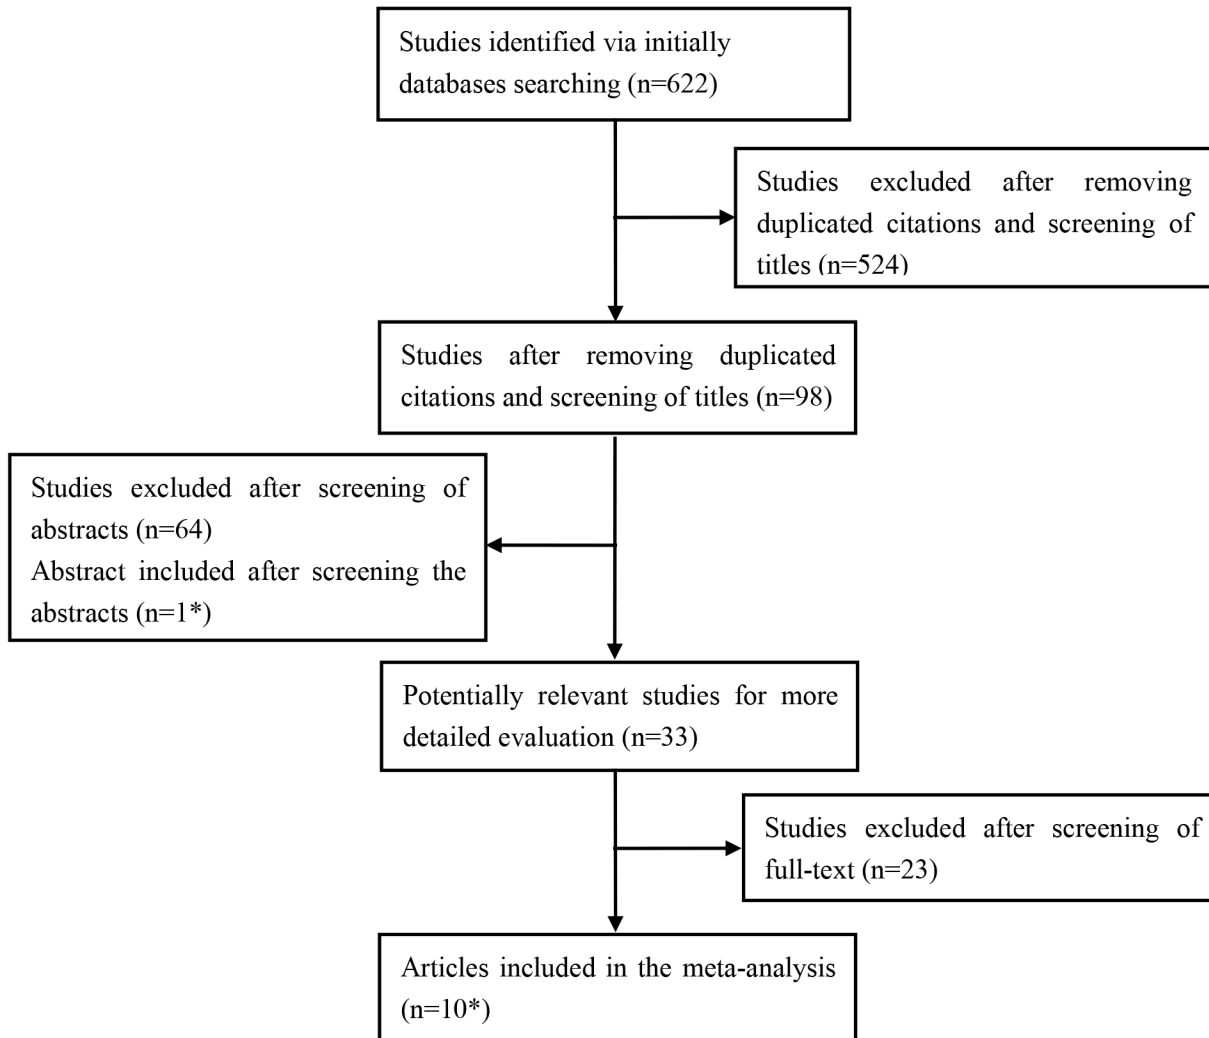 Studies identified via initially
databases searching (n=622)
Studies excluded after removing
duplicated citations and screening of
titles (n=524)
Studies after removing duplicated
citations and screening of titles (n=98)
Studies excluded after screening of
abstracts (n=64)
Abstract included after screening the
abstracts (n=1*)
Potentially relevant studies for more
detailed evaluation (n=33)
Studies excluded after screening of
full-text (n=23)
Articles included in the meta-analysis
(n=10*)